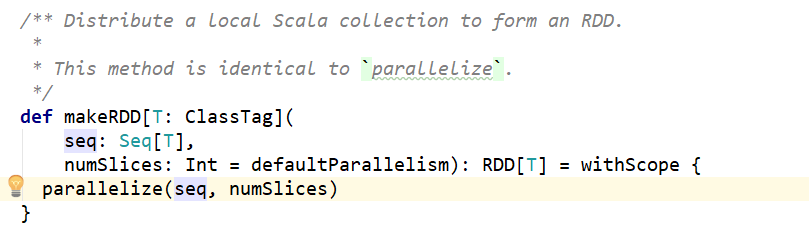 /** Distribute a local Scala collection to form an RDD.
 *
 * This method is identical to `parallelize`.
 */
def makeRDD[T: ClassTag](
    seq: Seq[T],
    numSlices: Int = defaultParallelism): RDD[T] = withScope {
  parallelize(seq, numSlices)
}